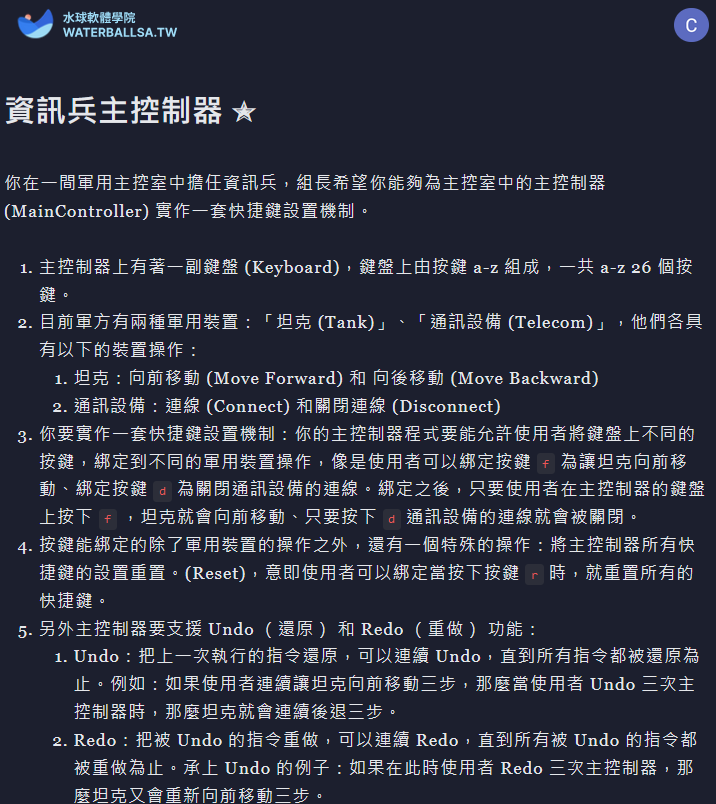 水球軟體學院
WATERBALLSA.TW
C
資訊兵主控制器 ✯
你在一間軍用主控室中擔任資訊兵，組長希望你能夠為主控室中的主控制器
(MainController) 實作一套快捷鍵設置機制。
1. 主控制器上有著一副鍵盤 (Keyboard)，鍵盤上由按鍵 a-z 組成，一共 a-z 26 個按
鍵。
2. 目前軍方有兩種軍用裝置：「坦克 (Tank)」、「通訊設備 (Telecom)」，他們各具
有以下的裝置操作：
1. 坦克：向前移動 (Move Forward) 和 向後移動 (Move Backward)
2. 通訊設備：連線 (Connect) 和關閉連線 (Disconnect)
3. 你要實作一套快捷鍵設置機制：你的主控制器程式要能允許使用者將鍵盤上不同的
按鍵，綁定到不同的軍用裝置操作，像是使用者可以綁定按鍵 f 為讓坦克向前移
動、綁定按鍵 d 為關閉通訊設備的連線。綁定之後，只要使用者在主控制器的鍵盤
上按下 f ，坦克就會向前移動、只要按下 d 通訊設備的連線就會被關閉。
4. 按鍵能綁定的除了軍用裝置的操作之外，還有一個特殊的操作：將主控制器所有快
捷鍵的設置重置。(Reset)，意即使用者可以綁定當按下按鍵 r 時，就重置所有的
快捷鍵。
5. 另外主控制器要支援 Undo （還原） 和 Redo （重做） 功能：
1. Undo：把上一次執行的指令還原，可以連續 Undo，直到所有指令都被還原為
止。例如：如果使用者連續讓坦克向前移動三步，那麼當使用者 Undo 三次主
控制器時，那麼坦克就會連續後退三步。
2. Redo：把被 Undo 的指令重做，可以連續 Redo，直到所有被 Undo 的指令都
被重做為止。承上 Undo 的例子：如果在此時使用者 Redo 三次主控制器，那
麼坦克又會重新向前移動三步。